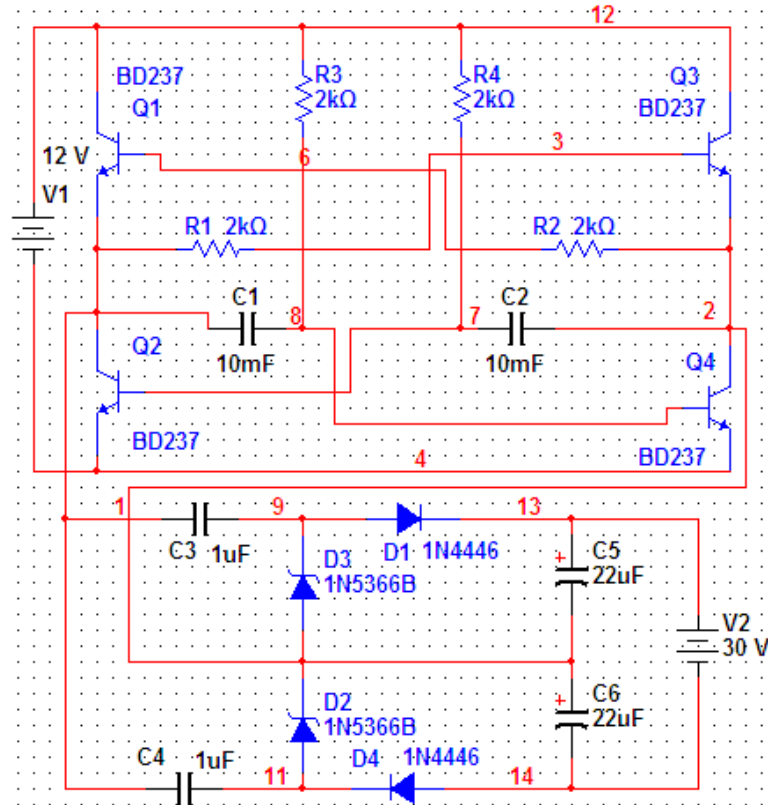 12
BD237
Q1
R3
2kΩ
R4
2kΩ
Q3
BD237
12 V
V1
6
3
R1 2kΩ
R2 2kΩ
C1
8
10mF
7
C2
10mF
2
Q2
BD237
Q4
BD237
4
1
C3
1uF
9
D1 1N4446
13
D3
1N5366B
+
C5
22uF
V2
30 V
D2
1N5366B
+
C6
22uF
C4
1uF
11
D4 1N4446
14